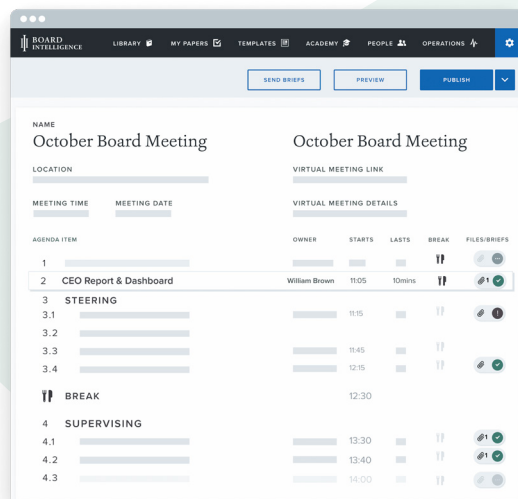 BOARD
INTELLIGENCE
LIBRARY
MY PAPERS
TEMPLATES
ACADEMY
PEOPLE
OPERATIONS
SEND BRIEFS
PREVIEW
PUBLISH
NAME
October Board Meeting
October Board Meeting
LOCATION
VIRTUAL MEETING LINK
MEETING TIME
MEETING DATE
VIRTUAL MEETING DETAILS
AGENDA ITEM OWNER STARTS LASTS BREAK FILES/BRIEFS
1
2 CEO Report & Dashboard William Brown 11:05 10mins 1
3 STEERING
3.1 11:15
3.2
3.3 11:45
3.4 12:15
BREAK 12:30
4 SUPERVISING
4.1 13:30 1
4.2 13:40 1
4.3 14:00